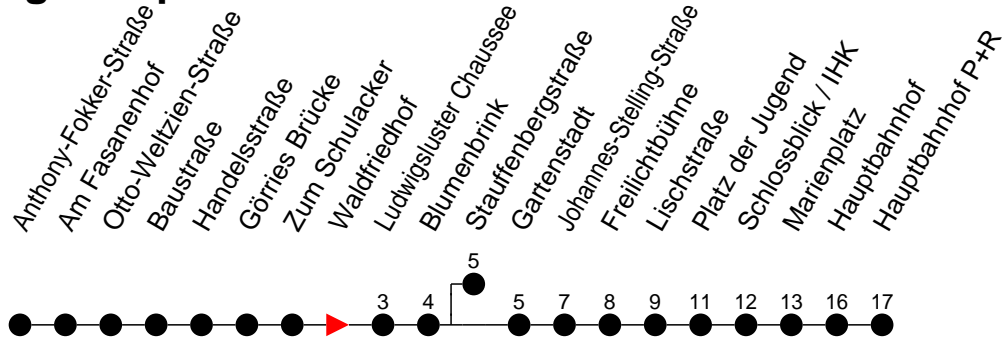 Anthony-Fokker-Straße
Am Fasanenhof
Otto-Weltzien-Straße
Baustraße
Handelsstraße
Görries Brücke
Zum Schulacker
Waldfriedhof
Ludwigsluster Chaussee
Blumenbrink
Stauffenbergstraße
Gartenstadt
Johannes-Stelling-Straße
Freilichtbühne
Lischstraße
Platz der Jugend
Schlossblick / IHK
Marienplatz
Hauptbahnhof
Hauptbahnhof P+R
5
3 4 5 7 8 9 11 12 13 16 17